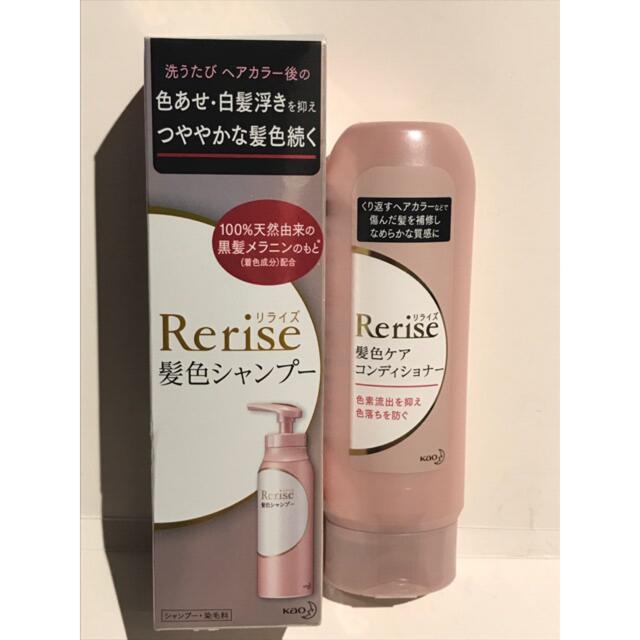 洗うたび ヘアカラー後の
色あせ・白髪浮きを抑え
つややかな髪色続く
100%天然由来の
黒髪メラニンのもと*
(着色成分)配合
リライズ
Rerise
髪色シャンプー
Rerise
髪色シャンプー
シャンプー・染毛料
Kao
くり返すヘアカラーなどで
傷んだ髪を補修し
なめらかな質感に
リライズ
Rerise
髪色ケア
コンディショナー
色素流出を抑え
色落ちを防ぐ
Kao